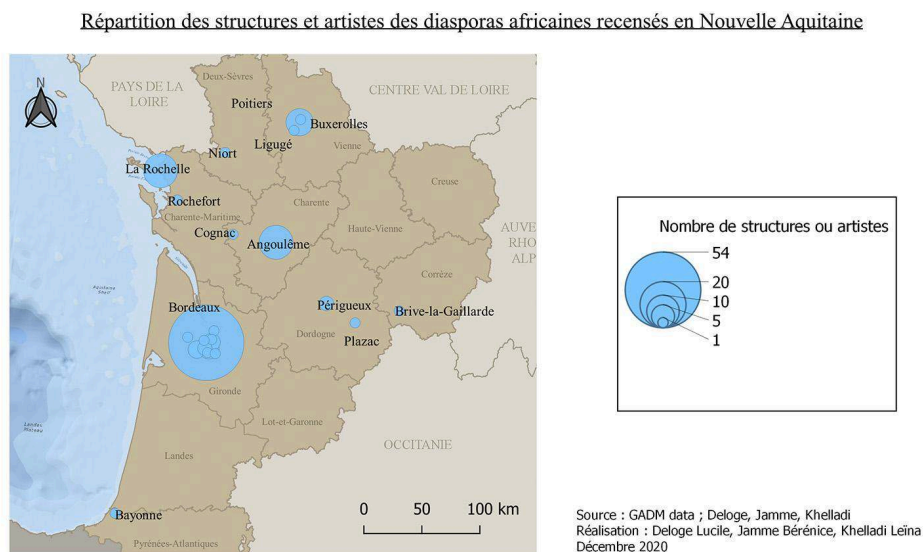 Répartition des structures et artistes des diasporas africaines recensés en Nouvelle Aquitaine
N
PAYS DE LA
LOIRE
Deux-Sèvres
CENTRE VAL DE LOIRE
Poitiers
Buxerolles
Ligugé
Vienne
Niort
La Rochelle
Creuse
Rochefort
Charente-Maritime
Charente
Haute-Vienne
Cognac
Angoulême
AUVE
RHO
ALP
Corrèze
Bordeaux
Périgueux
Brive-la-Gaillarde
Dordogne
Plazac
Gironde
Lot-et-Garonne
OCCITANIE
Landes
Bayonne
Pyrénées-Atlantiques
0 50 100 km
Nombre de structures ou artistes
54
20
10
5
1
Source : GADM data ; Deloge, Jamme, Khelladi
Réalisation : Deloge Lucile, Jamme Bérénice, Khelladi Leïna
Décembre 2020